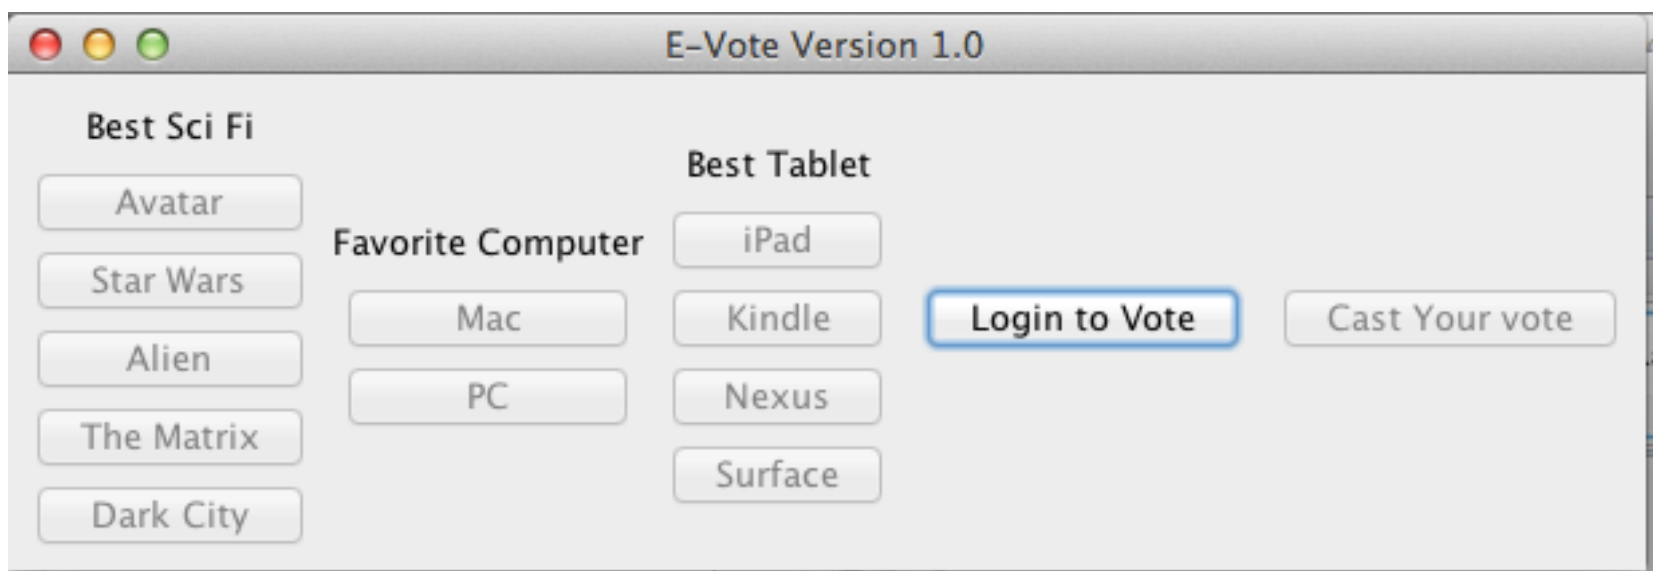 E-Vote Version 1.0
Best Sci Fi
Avatar
Star Wars
Alien
The Matrix
Dark City
Favorite Computer
Mac
PC
Best Tablet
iPad
Kindle
Nexus
Surface
Login to Vote
Cast Your vote